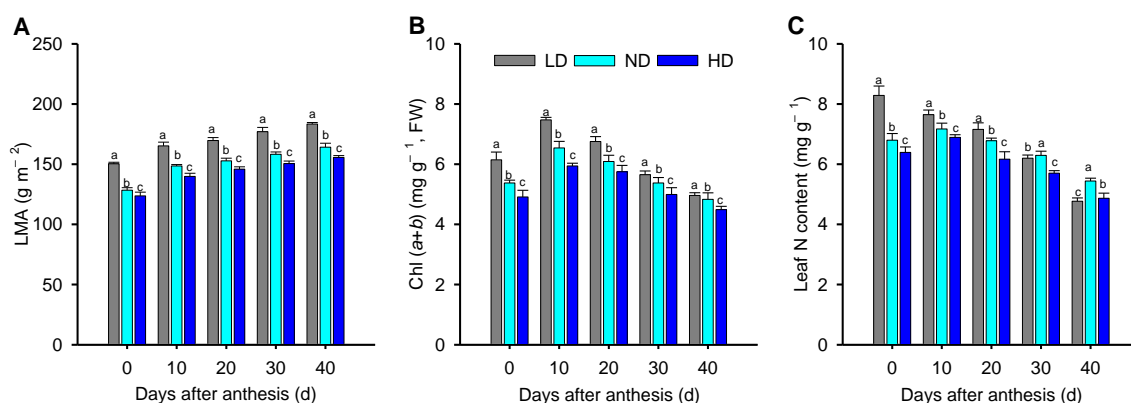 A
LMA (g m⁻²)
250
200
150
100
50
0
a b c a b c a b c a b c a b c
0 10 20 30 40
Days after anthesis (d)
B
LD ND HD
Chl (a+b) (mg g⁻¹, FW)
10
8
6
4
2
0
a b c a b c a b c a b c a a c
0 10 20 30 40
Days after anthesis (d)
C
Leaf N content (mg g⁻¹)
10
8
6
4
2
0
a b c a b c a b c a a c c a b
0 10 20 30 40
Days after anthesis (d)